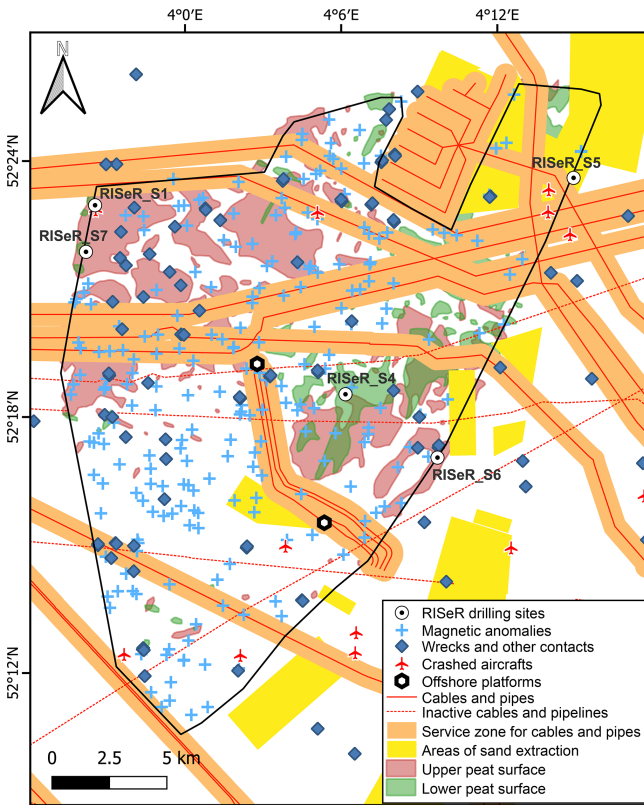 4°0'E 4°6'E 4°12'E
N
52°24'N
52°18'N
52°12'N
RISeR_S5
RISeR_S1
RISeR_S7
RISeR_S4
RISeR_S6
RISeR drilling sites
Magnetic anomalies
Wrecks and other contacts
Crashed aircrafts
Offshore platforms
Cables and pipes
Inactive cables and pipelines
Service zone for cables and pipes
Areas of sand extraction
Upper peat surface
Lower peat surface
0 2.5 5 km